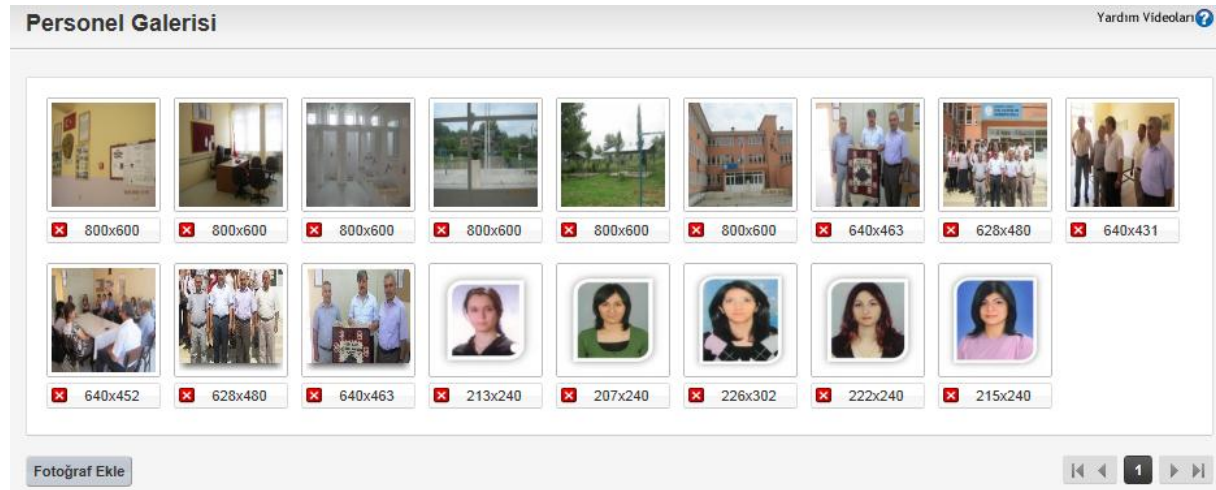 Personel Galerisi
Yardım Videoları
800x600
800x600
800x600
800x600
800x600
800x600
640x463
628x480
640x431
640x452
628x480
640x463
213x240
207x240
226x302
222x240
215x240
Fotoğraf Ekle
1